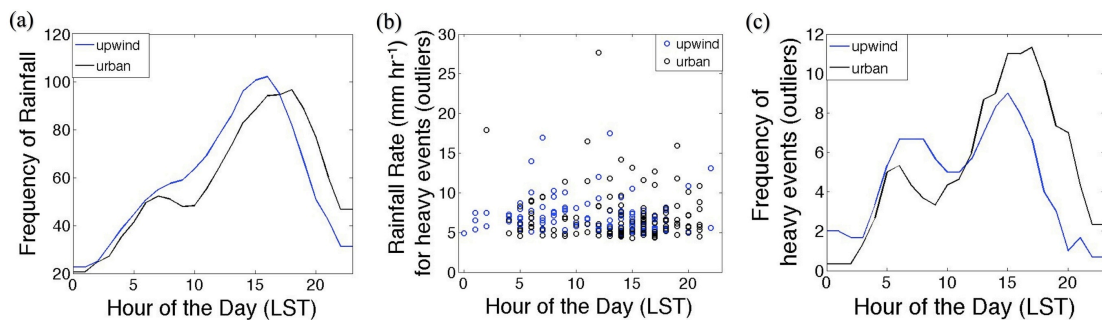 (a)
120
100
80
60
40
20
0
5
10
15
20
Frequency of Rainfall
Hour of the Day (LST)
upwind
urban
(b)
30
25
20
15
10
5
0
0
5
10
15
20
Rainfall Rate (mm hr⁻¹)
for heavy events (outliers)
Hour of the Day (LST)
upwind
urban
(c)
12
10
8
6
4
2
0
0
5
10
15
20
Frequency of
heavy events (outliers)
Hour of the Day (LST)
upwind
urban